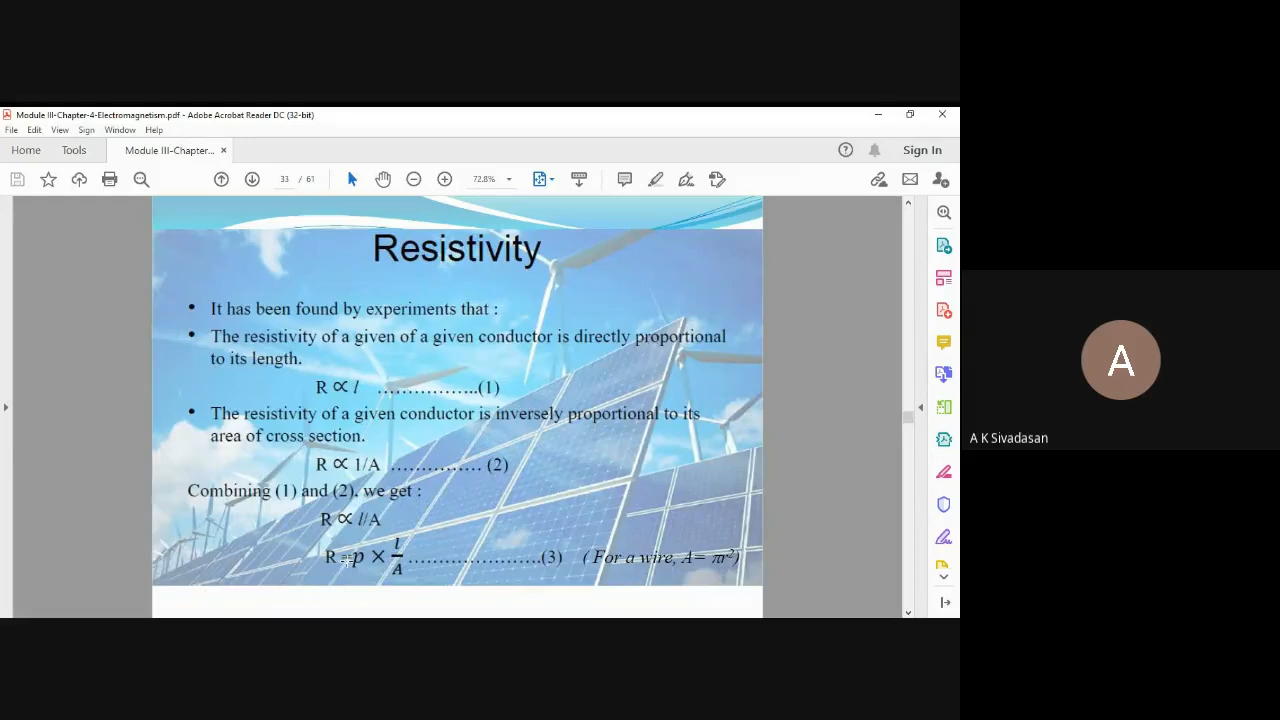 Module III-Chapter-4-Electromagnetism.pdf - Adobe Acrobat Reader DC (32-bit)
File Edit View Sign Window Help
Home Tools Module III-Chapter... × Sign In
33 / 61 72.8%
Resistivity
• It has been found by experiments that :
• The resistivity of a given of a given conductor is directly proportional
to its length.
R ∝ l ……………..(1)
• The resistivity of a given conductor is inversely proportional to its
area of cross section.
R ∝ 1/A …………… (2)
Combining (1) and (2), we get :
R ∝ l/A
R = p × l/A ………………….(3) ( For a wire, A= πr²)
A
A K Sivadasan